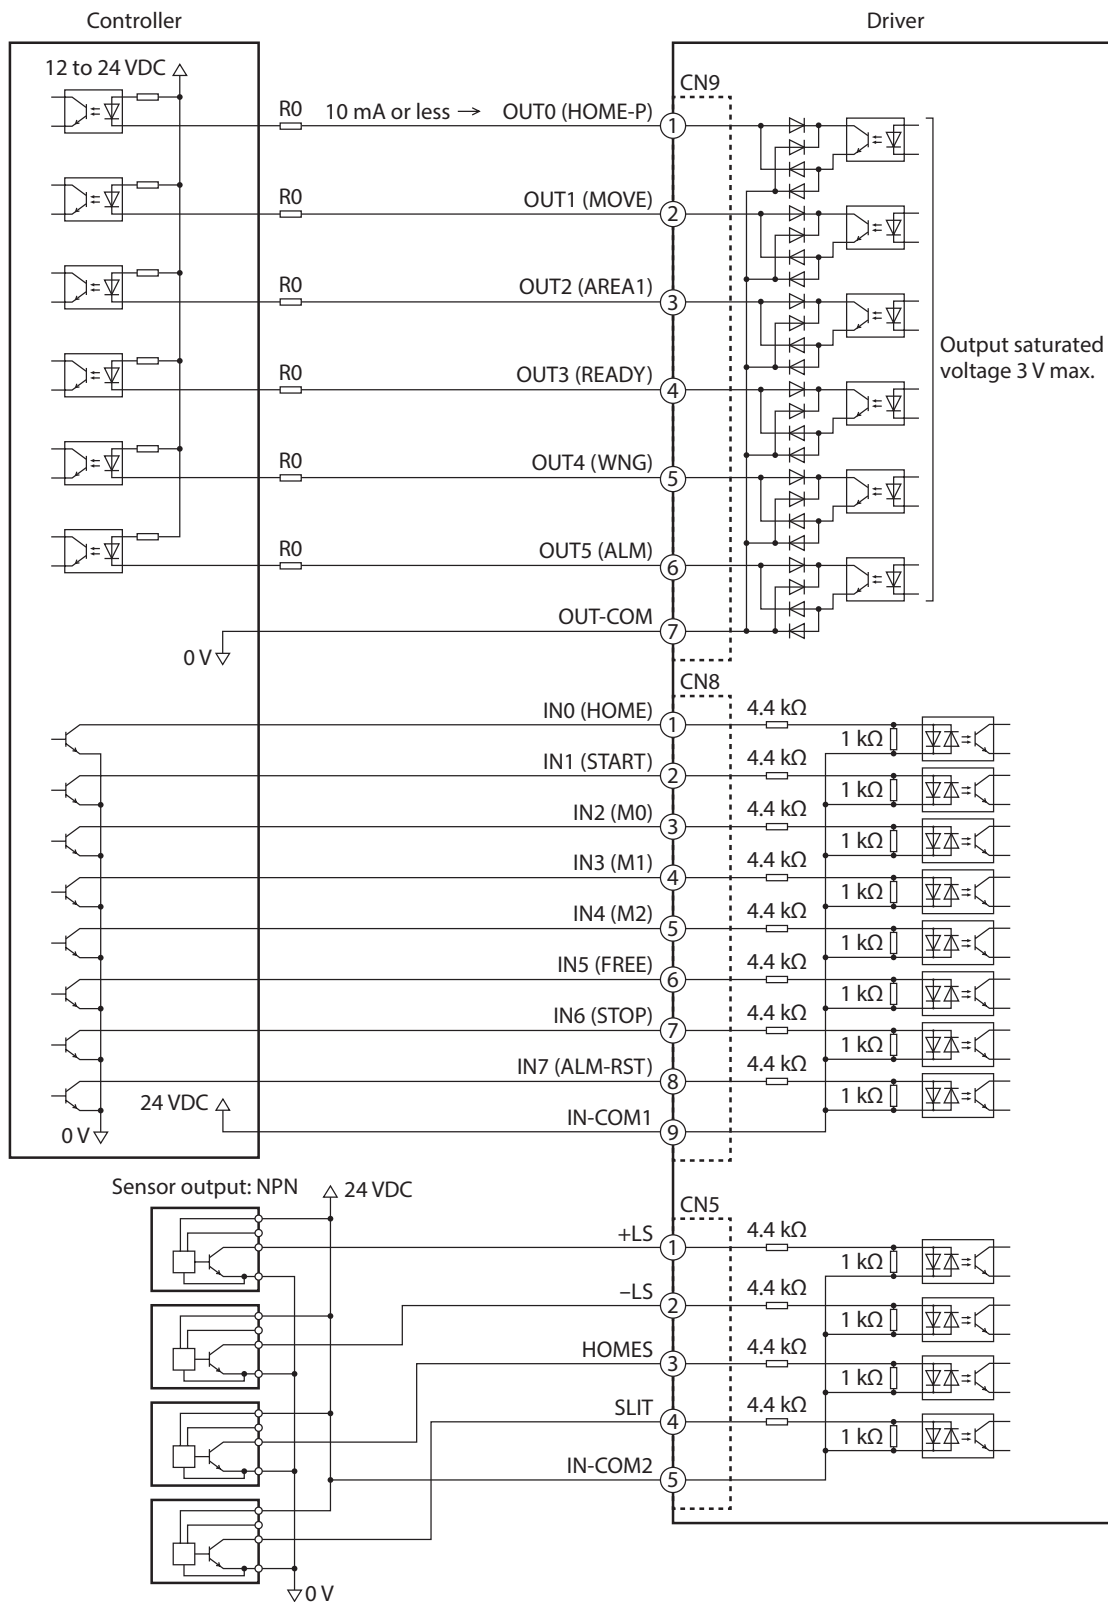 Controller
Driver
12 to 24 VDC
CN9
R0
10 mA or less →
OUT0 (HOME-P)
1
R0
OUT1 (MOVE)
2
R0
OUT2 (AREA1)
3
Output saturated
voltage 3 V max.
R0
OUT3 (READY)
4
R0
OUT4 (WNG)
5
R0
OUT5 (ALM)
6
OUT-COM
7
0 V
CN8
IN0 (HOME)
1
4.4 kΩ
1 kΩ
IN1 (START)
2
4.4 kΩ
1 kΩ
IN2 (M0)
3
4.4 kΩ
1 kΩ
IN3 (M1)
4
4.4 kΩ
1 kΩ
IN4 (M2)
5
4.4 kΩ
1 kΩ
IN5 (FREE)
6
4.4 kΩ
1 kΩ
IN6 (STOP)
7
4.4 kΩ
1 kΩ
IN7 (ALM-RST)
8
4.4 kΩ
1 kΩ
24 VDC
IN-COM1
9
0 V
Sensor output: NPN
24 VDC
CN5
+LS
1
4.4 kΩ
1 kΩ
–LS
2
4.4 kΩ
1 kΩ
HOMES
3
4.4 kΩ
1 kΩ
SLIT
4
4.4 kΩ
1 kΩ
IN-COM2
5
0 V